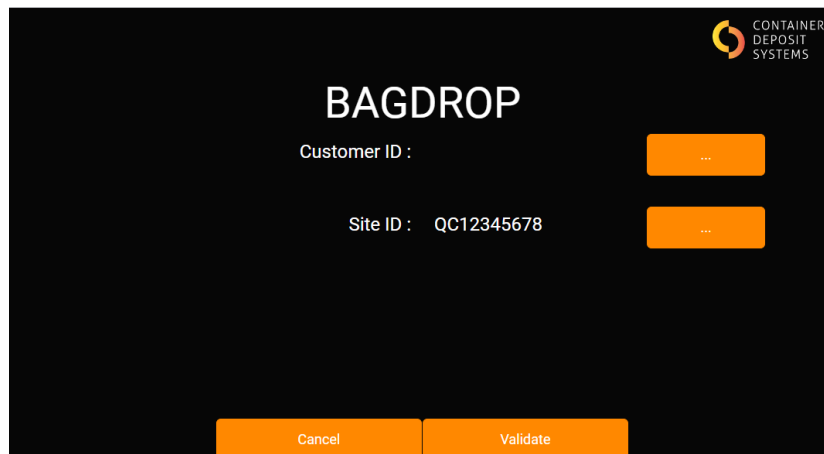 CONTAINER
DEPOSIT
SYSTEMS
BAGDROP
Customer ID :
...
Site ID : QC12345678
...
Cancel
Validate